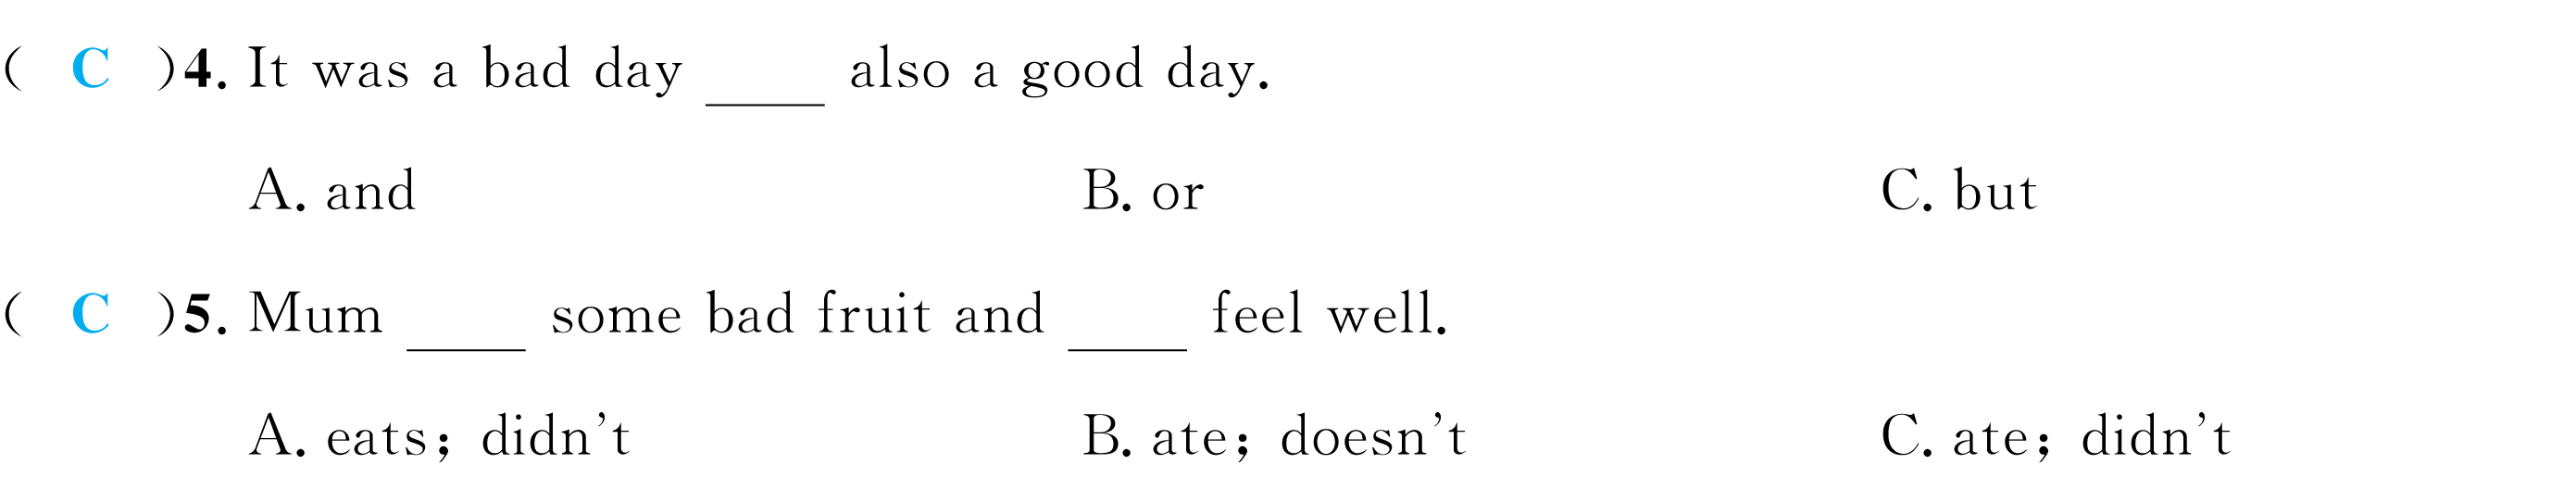 ( C )4. It was a bad day ____ also a good day.
A. and B. or C. but
( C )5. Mum ____ some bad fruit and ____ feel well.
A. eats; didn't B. ate; doesn't C. ate; didn't